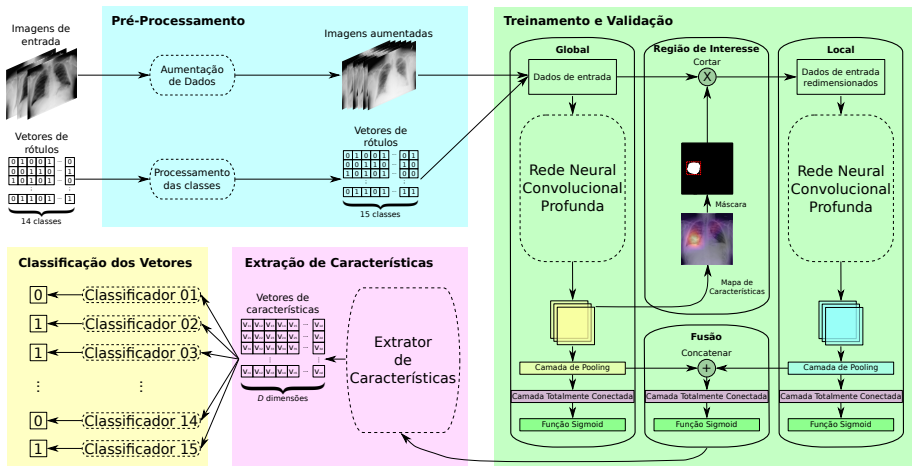 Pré-Processamento
Imagens de
entrada
Aumentação
de Dados
Imagens aumentadas
Vetores de
rótulos
0 1 0 0 1 ··· 0
0 0 1 0 0 ··· 1
1 0 1 0 1 ··· 0
0 1 1 0 1 ··· 1
14 classes
Processamento
das classes
Vetores de
rótulos
0 1 0 0 1 ··· 0 1
0 0 1 0 1 ··· 1 0
1 0 1 0 1 ··· 0 0
0 1 1 0 1 ··· 1 1
15 classes
Treinamento e Validação
Global
Dados de entrada
Rede Neural
Convolucional
Profunda
Camada de Pooling
Camada Totalmente Conectada
Função Sigmoid
Região de Interesse
Cortar
X
Máscara
Mapa de
Características
Fusão
Concatenar
+
Camada Totalmente Conectada
Função Sigmoid
Local
Dados de entrada
redimensionados
Rede Neural
Convolucional
Profunda
Camada de Pooling
Camada Totalmente Conectada
Função Sigmoid
Extração de Características
Extrator
de
Características
Vetores de
características
D dimensões
Classificação dos Vetores
0 Classificador 01
1 Classificador 02
1 Classificador 03
0 Classificador 14
1 Classificador 15